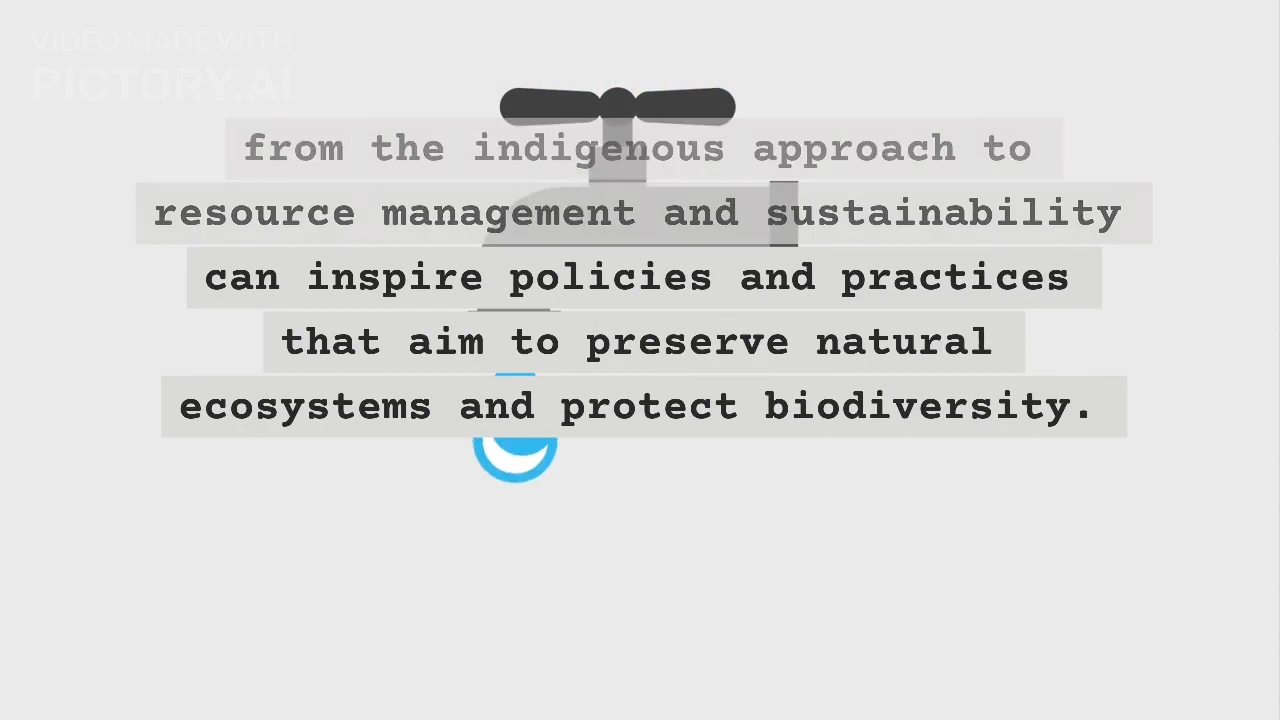 VIDEO MADE WITH
PICTORY.AI
from the indigenous approach to
resource management and sustainability
can inspire policies and practices
that aim to preserve natural
ecosystems and protect biodiversity.